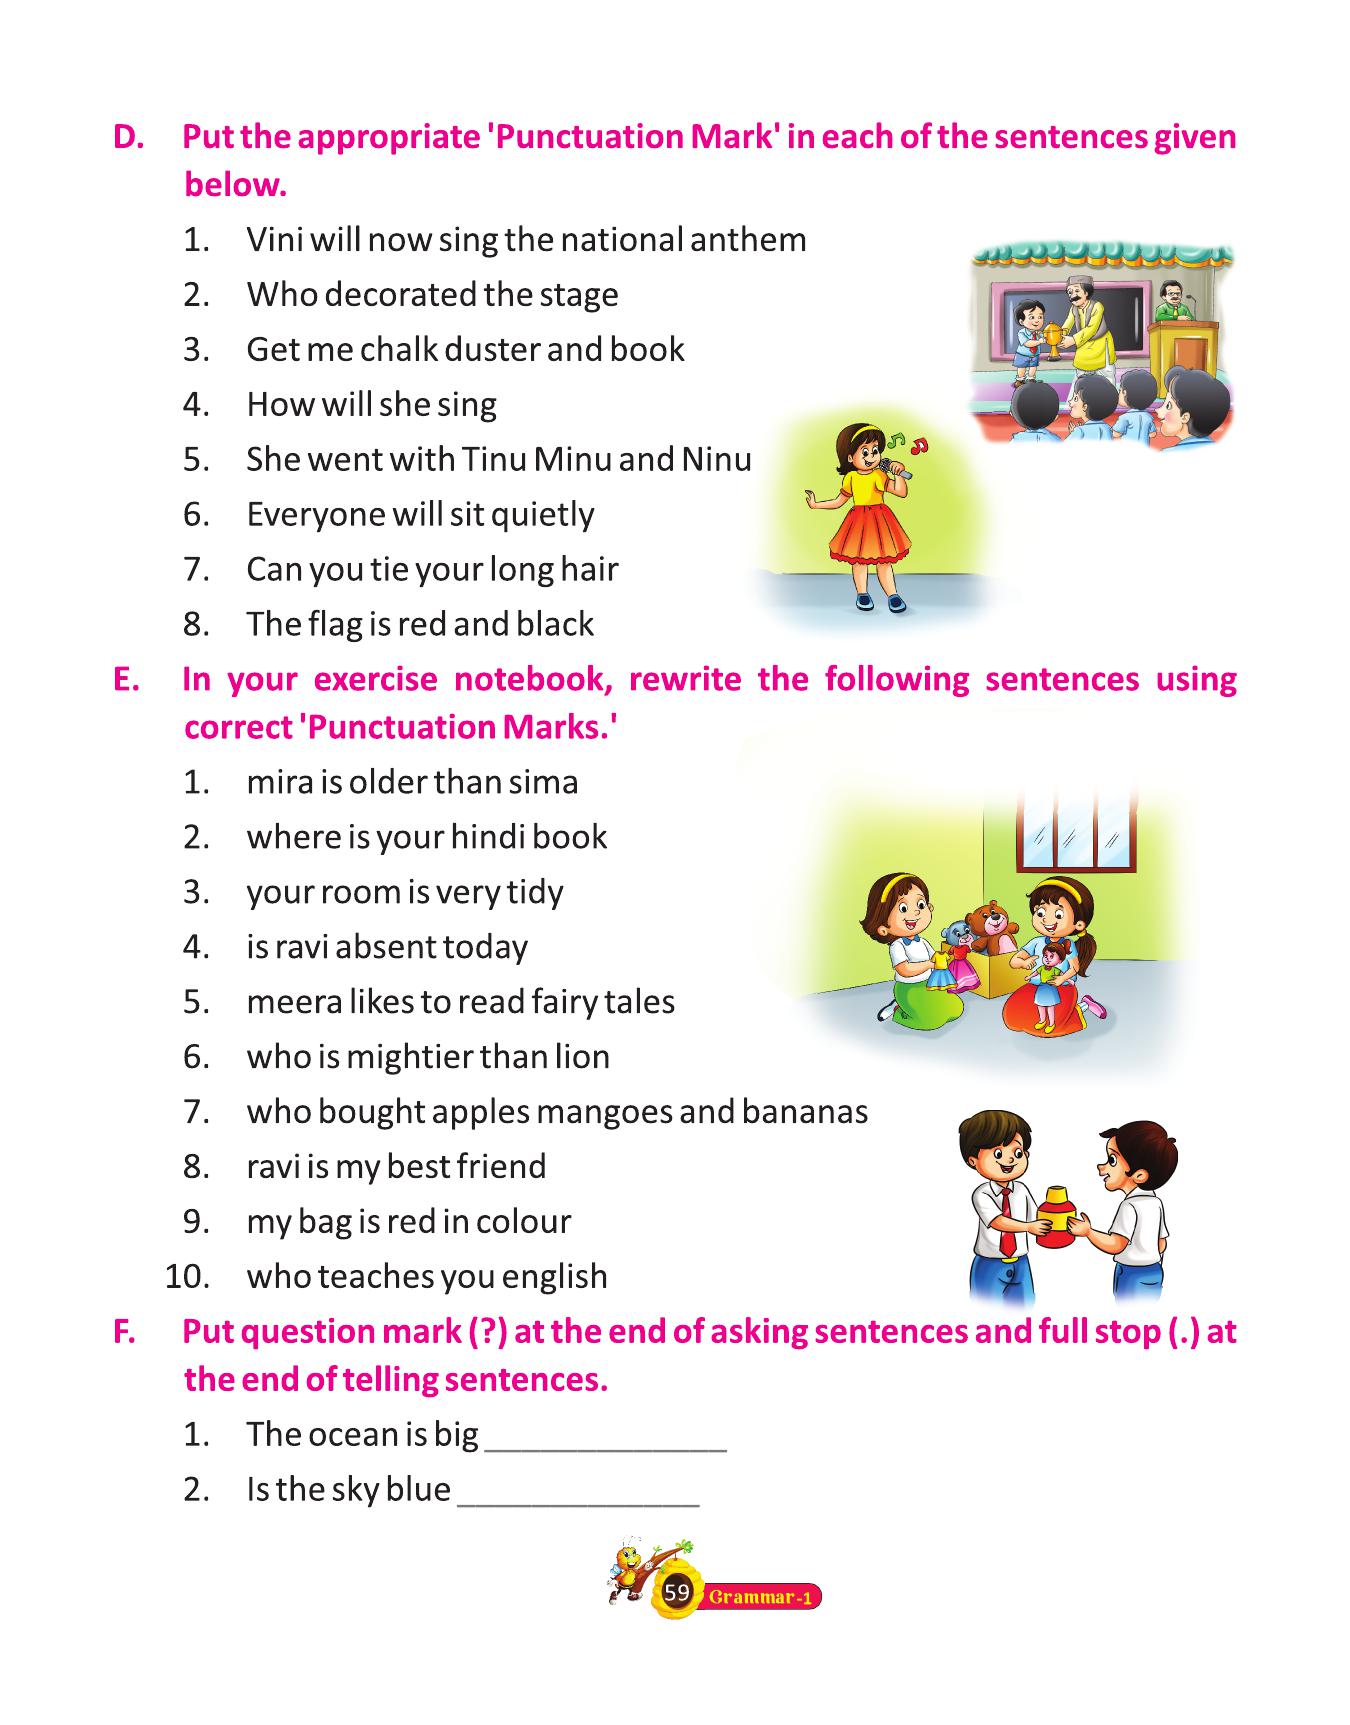 D. Put the appropriate 'Punctuation Mark' in each of the sentences given
below.
1. Vini will now sing the national anthem
2. Who decorated the stage
3. Get me chalk duster and book
4. How will she sing
5. She went with Tinu Minu and Ninu
6. Everyone will sit quietly
7. Can you tie your long hair
8. The flag is red and black
E. In your exercise notebook, rewrite the following sentences using
correct 'Punctuation Marks.'
1. mira is older than sima
2. where is your hindi book
3. your room is very tidy
4. is ravi absent today
5. meera likes to read fairy tales
6. who is mightier than lion
7. who bought apples mangoes and bananas
8. ravi is my best friend
9. my bag is red in colour
10. who teaches you english
F. Put question mark (?) at the end of asking sentences and full stop (.) at
the end of telling sentences.
1. The ocean is big _____________
2. Is the sky blue _____________
59 Grammar-1